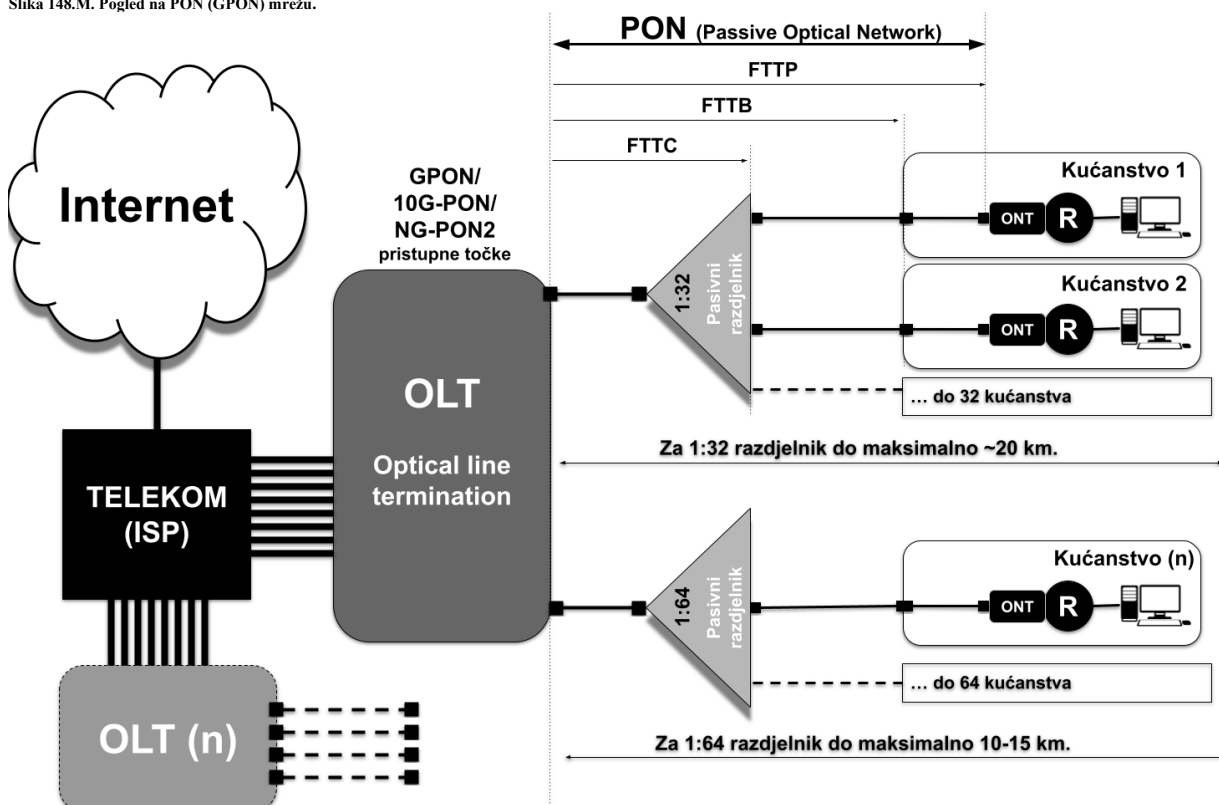 Slika 148.M. Pogled na PON (GPON) mrežu.
PON (Passive Optical Network)
FTTP
FTTB
FTTC
Internet
GPON/
10G-PON/
NG-PON2
pristupne točke
OLT
Optical line
termination
TELEKOM
(ISP)
OLT (n)
1:32
Pasivni
razdjelnik
Kućanstvo 1
ONT
R
Kućanstvo 2
ONT
R
... do 32 kućanstva
Za 1:32 razdjelnik do maksimalno ~20 km.
1:64
Pasivni
razdjelnik
Kućanstvo (n)
ONT
R
... do 64 kućanstva
Za 1:64 razdjelnik do maksimalno 10-15 km.